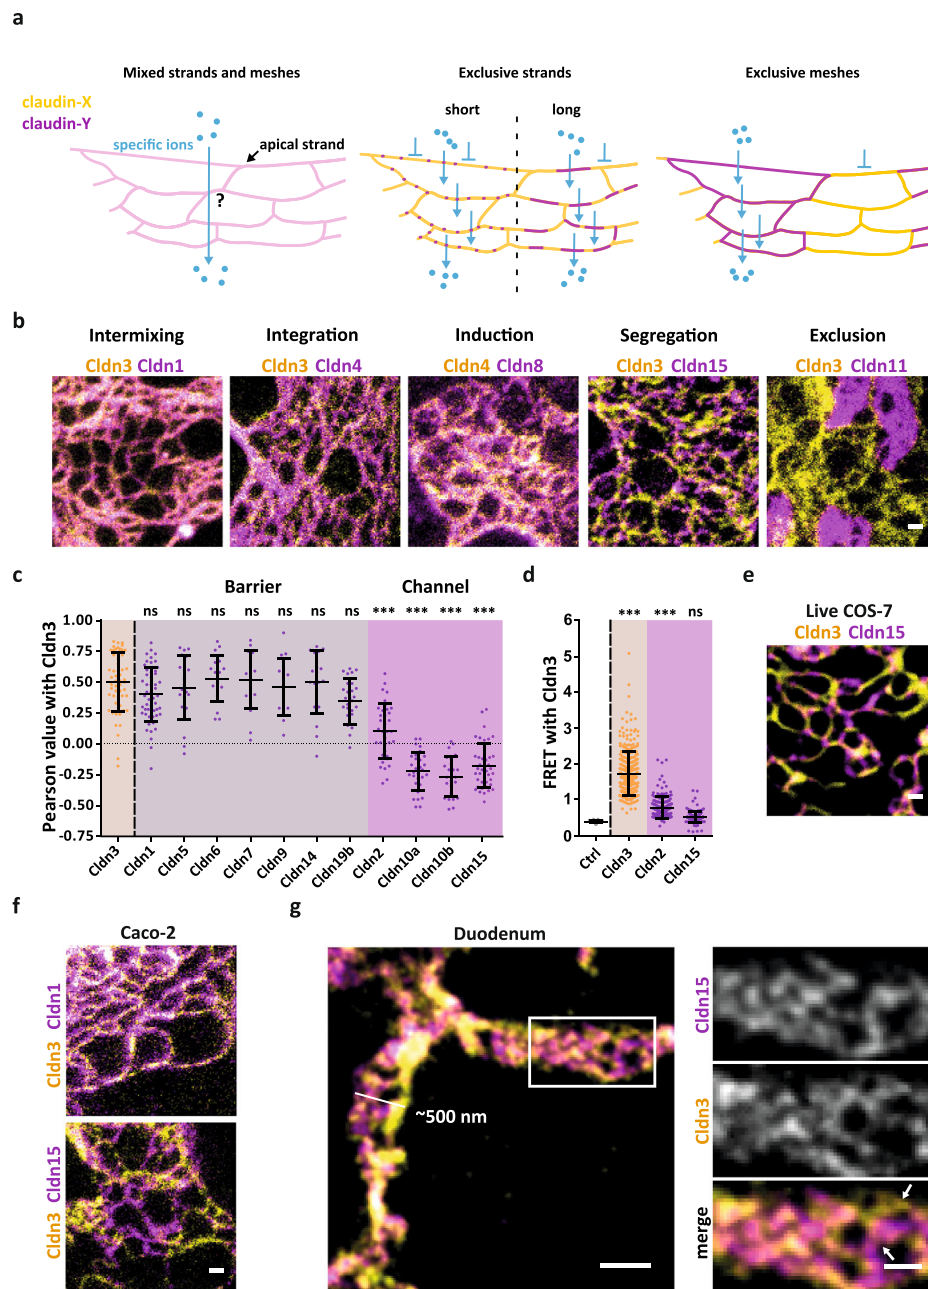 a
Mixed strands and meshes
Exclusive strands
Exclusive meshes
claudin-X
claudin-Y
short
long
specific ions
apical strand
?
b
Intermixing
Integration
Induction
Segregation
Exclusion
Cldn3 Cldn1
Cldn3 Cldn4
Cldn4 Cldn8
Cldn3 Cldn15
Cldn3 Cldn11
c
Barrier
Channel
ns ns ns ns ns ns ns *** *** *** ***
Pearson value with Cldn3
1.00
0.75
0.50
0.25
0.00
-0.25
-0.50
-0.75
Cldn3
Cldn1
Cldn5
Cldn6
Cldn7
Cldn9
Cldn14
Cldn19b
Cldn2
Cldn10a
Cldn10b
Cldn15
d
*** *** ns
FRET with Cldn3
6
5
4
3
2
1
0
Ctrl
Cldn3
Cldn2
Cldn15
e
Live COS-7
Cldn3 Cldn15
f
Caco-2
Cldn3 Cldn1
Cldn3 Cldn15
g
Duodenum
~500 nm
Cldn15
Cldn3
merge